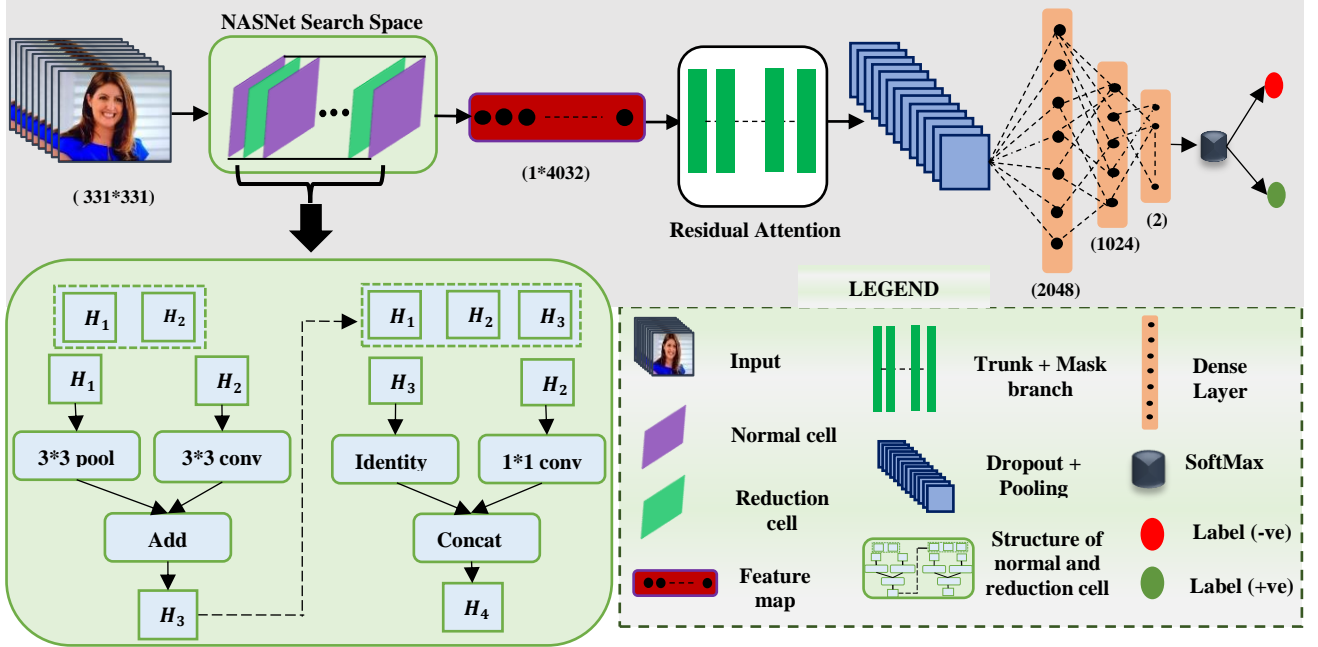 NASNet Search Space
( 331*331)
(1*4032)
Residual Attention
(2048)
(1024)
(2)
H₁
H₂
H₁
H₂
3*3 pool
3*3 conv
Add
H₃
H₁
H₂
H₃
H₃
H₂
Identity
1*1 conv
Concat
H₄
LEGEND
Input
Normal cell
Reduction
cell
Feature
map
Trunk + Mask
branch
Dropout +
Pooling
Structure of
normal and
reduction cell
Dense
Layer
SoftMax
Label (-ve)
Label (+ve)